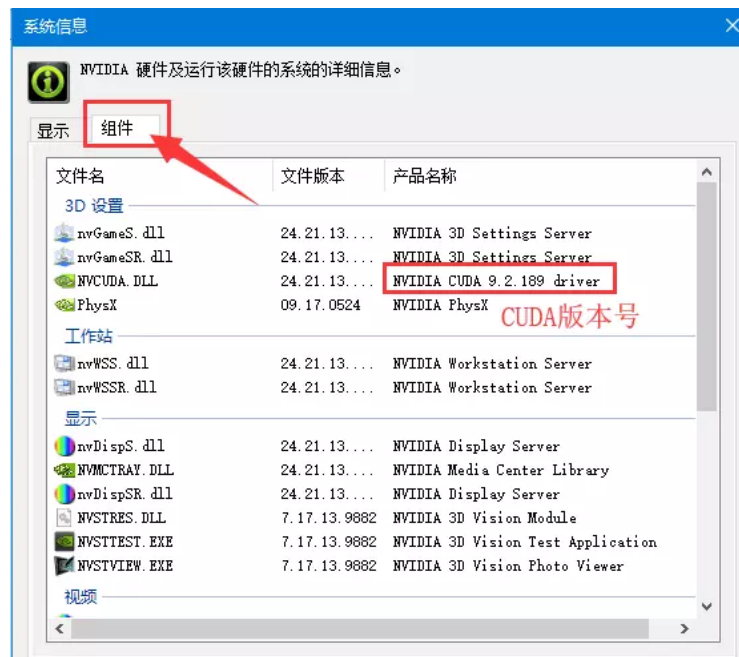 系统信息
NVIDIA 硬件及运行该硬件的系统的详细信息。
显示 组件
文件名 文件版本 产品名称
3D 设置
nvGameS.dll 24.21.13.... NVIDIA 3D Settings Server
nvGameSR.dll 24.21.13.... NVIDIA 3D Settings Server
NVCUDA.DLL 24.21.13.... NVIDIA CUDA 9.2.189 driver
PhysX 09.17.0524 NVIDIA PhysX
CUDA版本号
工作站
nvWSS.dll 24.21.13.... NVIDIA Workstation Server
nvWSSR.dll 24.21.13.... NVIDIA Workstation Server
显示
nvDispS.dll 24.21.13.... NVIDIA Display Server
NVMCTRAY.DLL 24.21.13.... NVIDIA Media Center Library
nvDispSR.dll 24.21.13.... NVIDIA Display Server
NVSTRES.DLL 7.17.13.9882 NVIDIA 3D Vision Module
NVSTTEST.EXE 7.17.13.9882 NVIDIA 3D Vision Test Application
NVSTVIEW.EXE 7.17.13.9882 NVIDIA 3D Vision Photo Viewer
视频